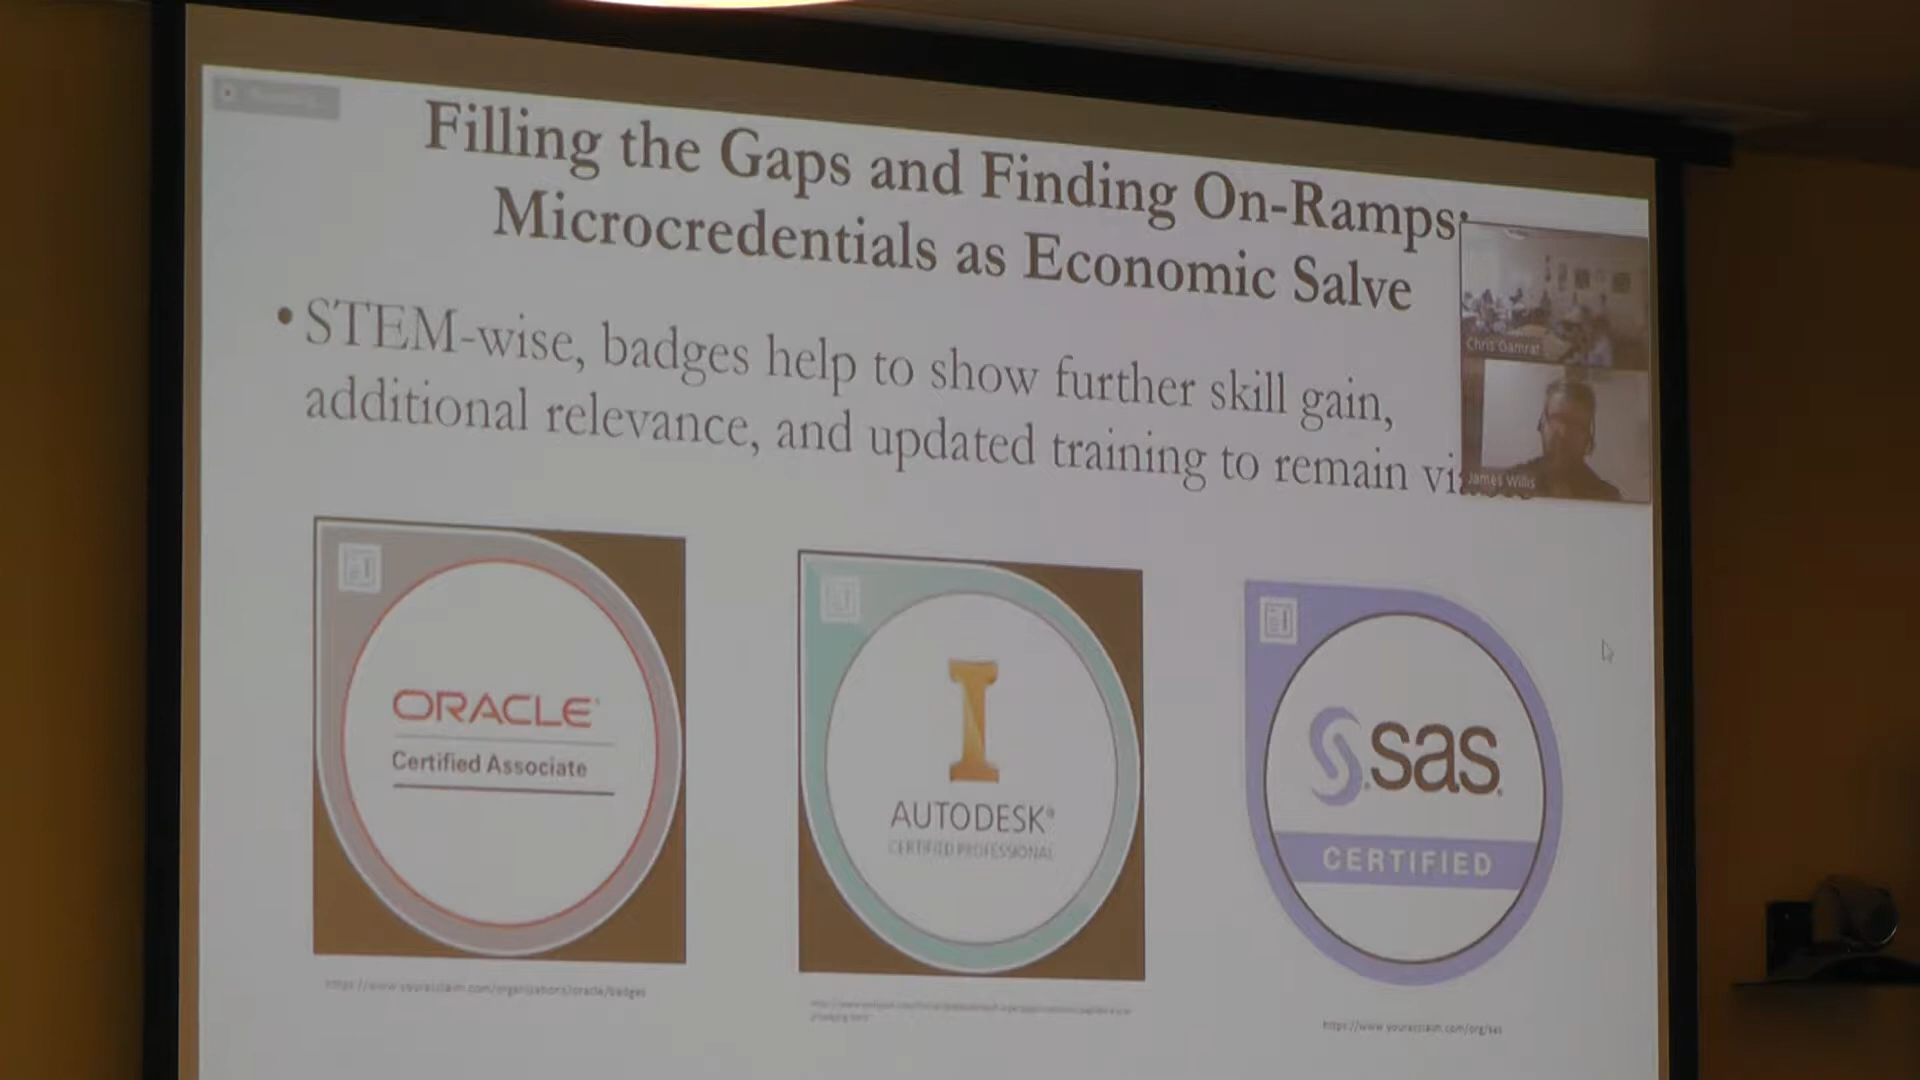 Filling the Gaps and Finding On-Ramps:
Microcredentials as Economic Salve
• STEM-wise, badges help to show further skill gain,
additional relevance, and updated training to remain
Chris Gamrat
James Willis
ORACLE
Certified Associate
AUTODESK®
CERTIFIED PROFESSIONAL
sas
CERTIFIED
https://www.youracclaim.com/organizations/oracle/badges
https://www.youracclaim.com/org/sas